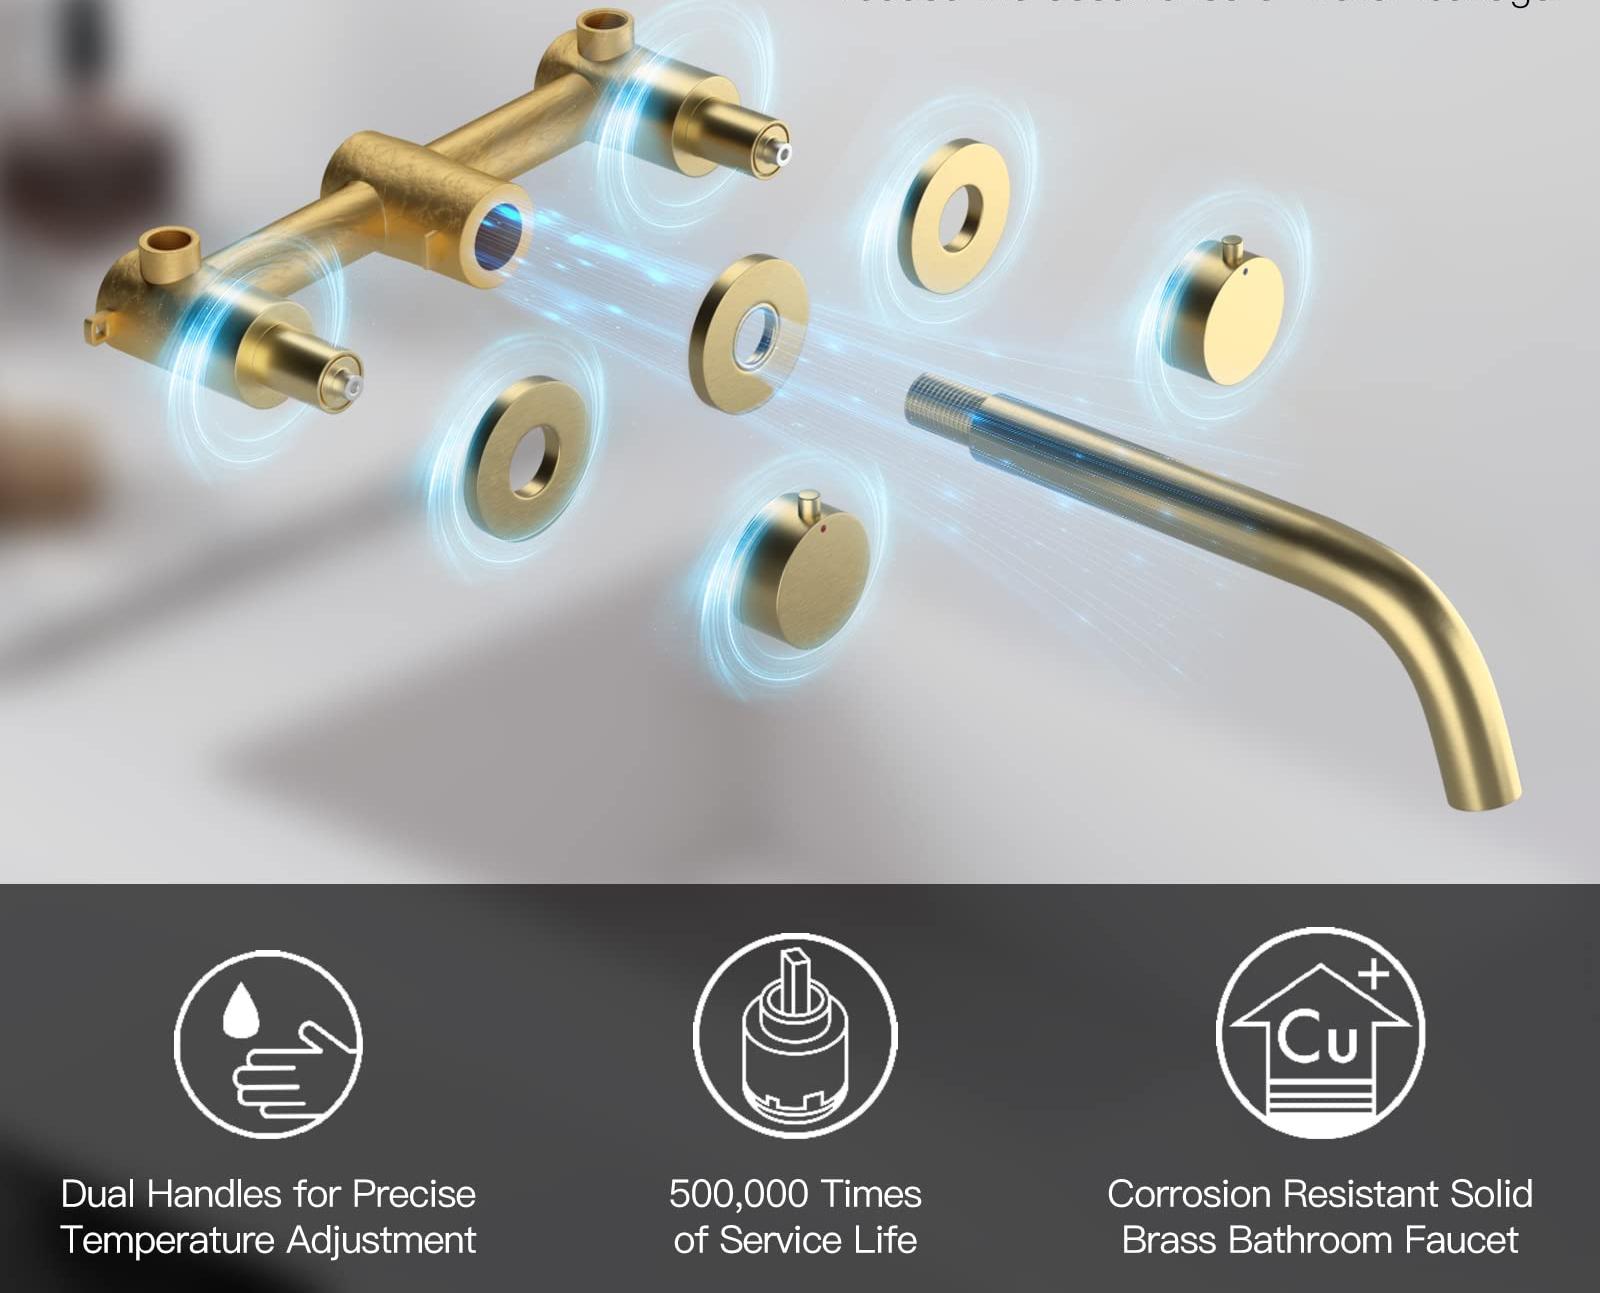 Cu
Dual Handles for Precise
Temperature Adjustment
500,000 Times
of Service Life
Corrosion Resistant Solid
Brass Bathroom Faucet